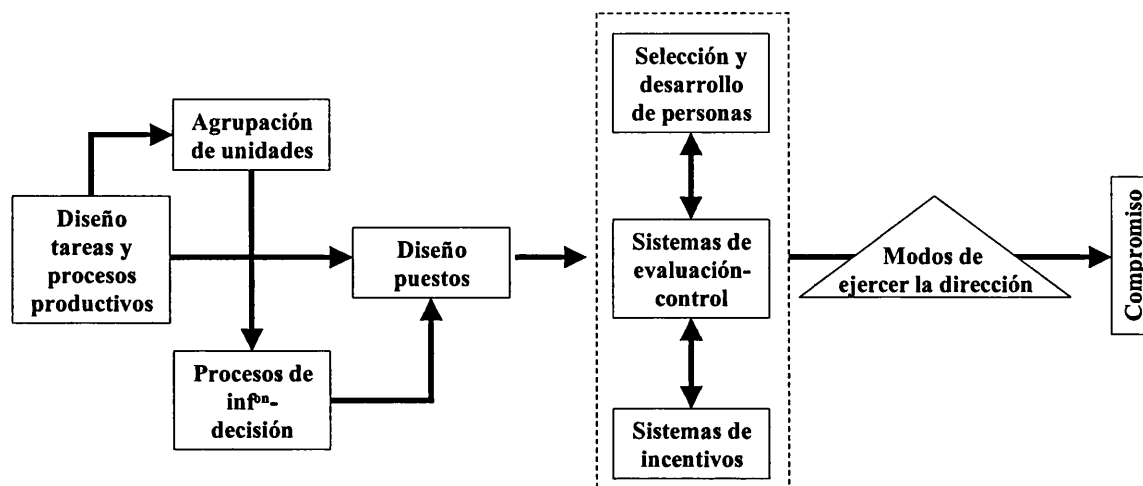 Selección y
desarrollo
de personas
Agrupación
de unidades
Diseño
tareas y
procesos
productivos
Diseño
puestos
Sistemas de
evaluación-
control
Modos de
ejercer la dirección
Compromiso
Procesos de
infᵒⁿ-
decisión
Sistemas de
incentivos